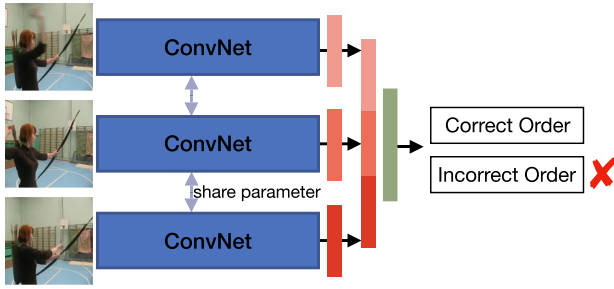 ConvNet
ConvNet
share parameter
ConvNet
Correct Order
Incorrect Order